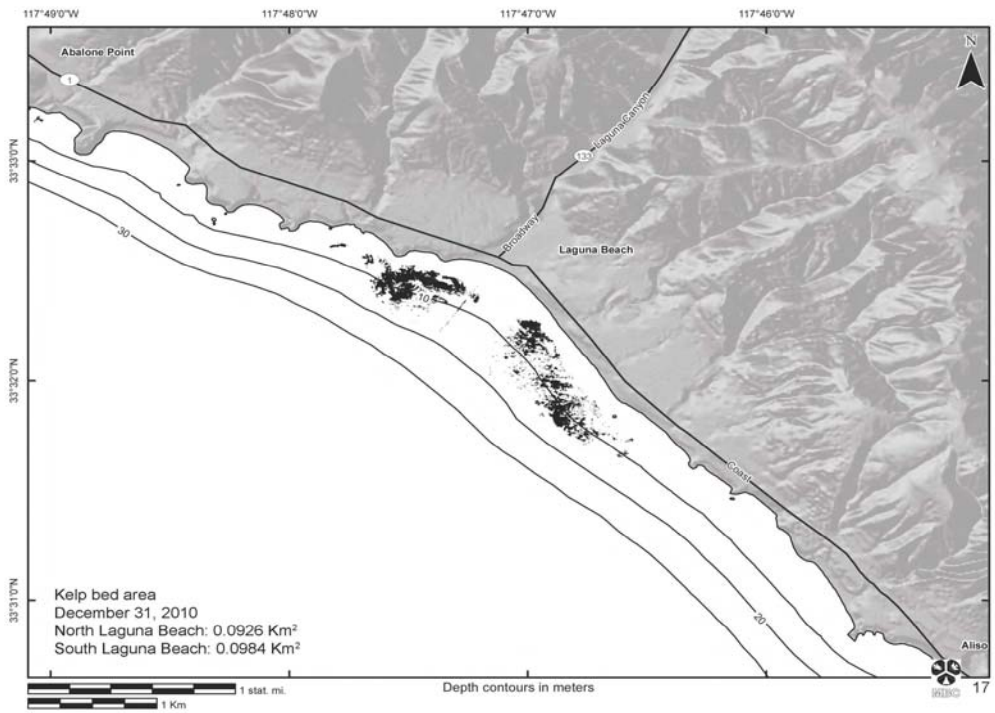 117°49'0"W
117°48'0"W
117°47'0"W
117°46'0"W
Abalone Point
N
1
Laguna Canyon
133
33°33'0"N
Broadway
Laguna Beach
30
10
33°32'0"N
Coast
33°31'0"N
Kelp bed area
December 31, 2010
North Laguna Beach: 0.0926 Km²
South Laguna Beach: 0.0984 Km²
20
Aliso
1 stat. mi.
Depth contours in meters
MBC
17
1 Km